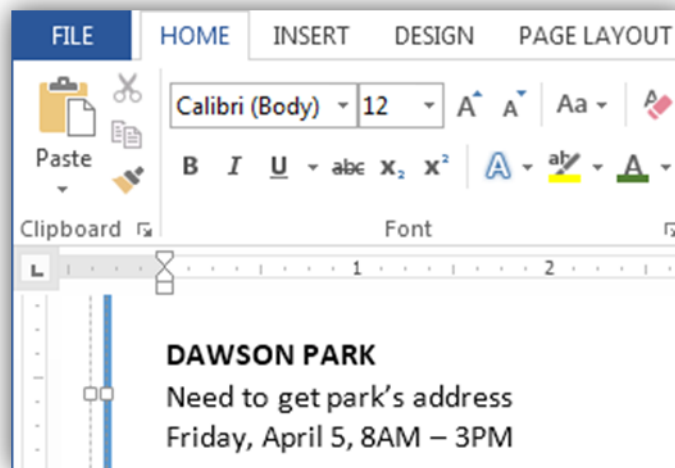 FILE HOME INSERT DESIGN PAGE LAYOUT
Calibri (Body) 12 A A Aa A
Paste
B I U abc X₂ X² A ab A
Clipboard Font
L 1 2
DAWSON PARK
Need to get park’s address
Friday, April 5, 8AM – 3PM